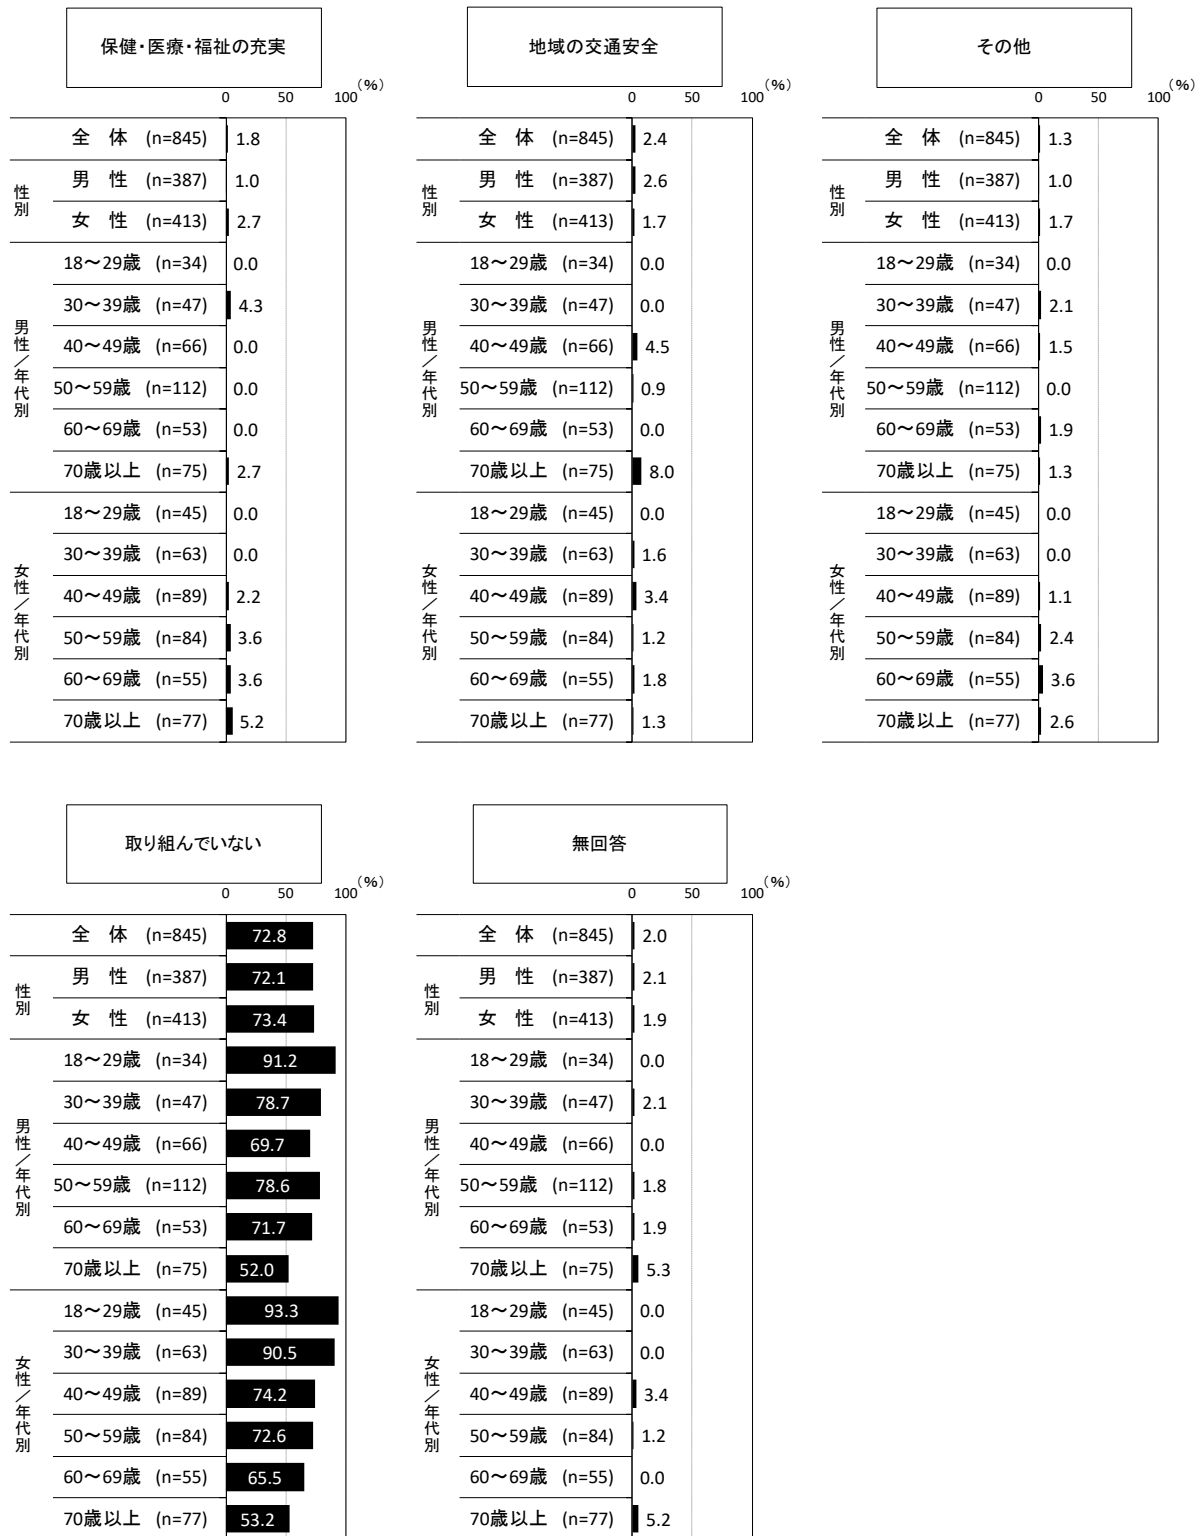 保健・医療・福祉の充実
0 50 100 (%)
全 体 (n=845) 1.8
性別
男 性 (n=387) 1.0
女 性 (n=413) 2.7
男性/年代別
18~29歳 (n=34) 0.0
30~39歳 (n=47) 4.3
40~49歳 (n=66) 0.0
50~59歳 (n=112) 0.0
60~69歳 (n=53) 0.0
70歳以上 (n=75) 2.7
女性/年代別
18~29歳 (n=45) 0.0
30~39歳 (n=63) 0.0
40~49歳 (n=89) 2.2
50~59歳 (n=84) 3.6
60~69歳 (n=55) 3.6
70歳以上 (n=77) 5.2
地域の交通安全
0 50 100 (%)
全 体 (n=845) 2.4
性別
男 性 (n=387) 2.6
女 性 (n=413) 1.7
男性/年代別
18~29歳 (n=34) 0.0
30~39歳 (n=47) 0.0
40~49歳 (n=66) 4.5
50~59歳 (n=112) 0.9
60~69歳 (n=53) 0.0
70歳以上 (n=75) 8.0
女性/年代別
18~29歳 (n=45) 0.0
30~39歳 (n=63) 1.6
40~49歳 (n=89) 3.4
50~59歳 (n=84) 1.2
60~69歳 (n=55) 1.8
70歳以上 (n=77) 1.3
その他
0 50 100 (%)
全 体 (n=845) 1.3
性別
男 性 (n=387) 1.0
女 性 (n=413) 1.7
男性/年代別
18~29歳 (n=34) 0.0
30~39歳 (n=47) 2.1
40~49歳 (n=66) 1.5
50~59歳 (n=112) 0.0
60~69歳 (n=53) 1.9
70歳以上 (n=75) 1.3
女性/年代別
18~29歳 (n=45) 0.0
30~39歳 (n=63) 0.0
40~49歳 (n=89) 1.1
50~59歳 (n=84) 2.4
60~69歳 (n=55) 3.6
70歳以上 (n=77) 2.6
取り組んでいない
0 50 100 (%)
全 体 (n=845) 72.8
性別
男 性 (n=387) 72.1
女 性 (n=413) 73.4
男性/年代別
18~29歳 (n=34) 91.2
30~39歳 (n=47) 78.7
40~49歳 (n=66) 69.7
50~59歳 (n=112) 78.6
60~69歳 (n=53) 71.7
70歳以上 (n=75) 52.0
女性/年代別
18~29歳 (n=45) 93.3
30~39歳 (n=63) 90.5
40~49歳 (n=89) 74.2
50~59歳 (n=84) 72.6
60~69歳 (n=55) 65.5
70歳以上 (n=77) 53.2
無回答
0 50 100 (%)
全 体 (n=845) 2.0
性別
男 性 (n=387) 2.1
女 性 (n=413) 1.9
男性/年代別
18~29歳 (n=34) 0.0
30~39歳 (n=47) 2.1
40~49歳 (n=66) 0.0
50~59歳 (n=112) 1.8
60~69歳 (n=53) 1.9
70歳以上 (n=75) 5.3
女性/年代別
18~29歳 (n=45) 0.0
30~39歳 (n=63) 0.0
40~49歳 (n=89) 3.4
50~59歳 (n=84) 1.2
60~69歳 (n=55) 0.0
70歳以上 (n=77) 5.2